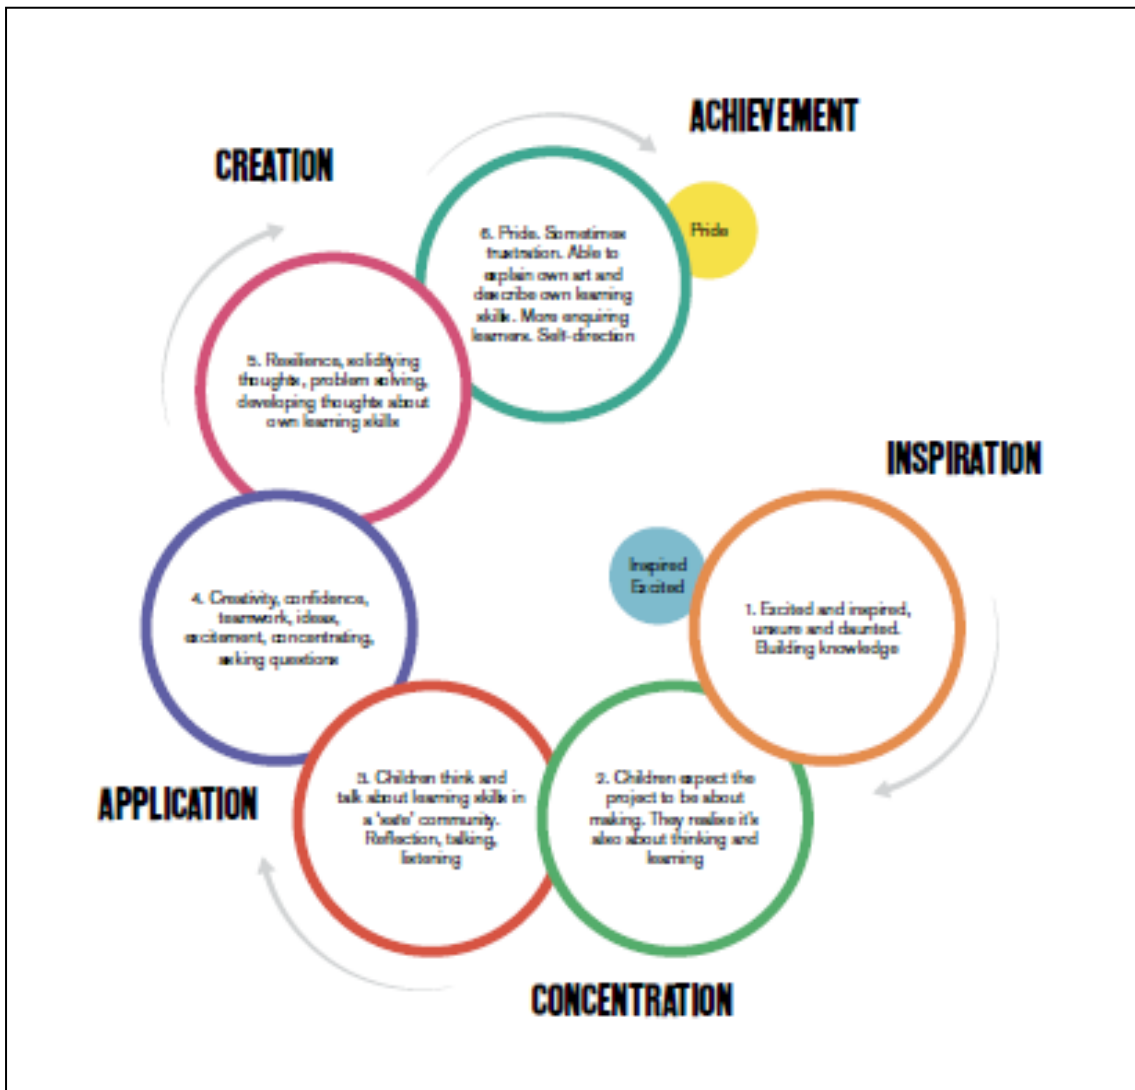 ACHIEVEMENT
CREATION
Pride
6. Pride. Sometimes
frustration. Able to
explain own art and
describe own learning
skills. More enquiring
learners. Self-direction
5. Resilience, solidifying
thoughts, problem solving,
developing thoughts about
own learning skills
INSPIRATION
Inspired
Excited
1. Excited and inspired,
unsure and daunted.
Building knowledge
4. Creativity, confidence,
teamwork, ideas,
excitement, concentrating,
asking questions
APPLICATION
3. Children think and
talk about learning skills in
a 'safe' community.
Reflection, talking,
listening
2. Children expect the
project to be about
making. They realise it's
also about thinking and
learning
CONCENTRATION